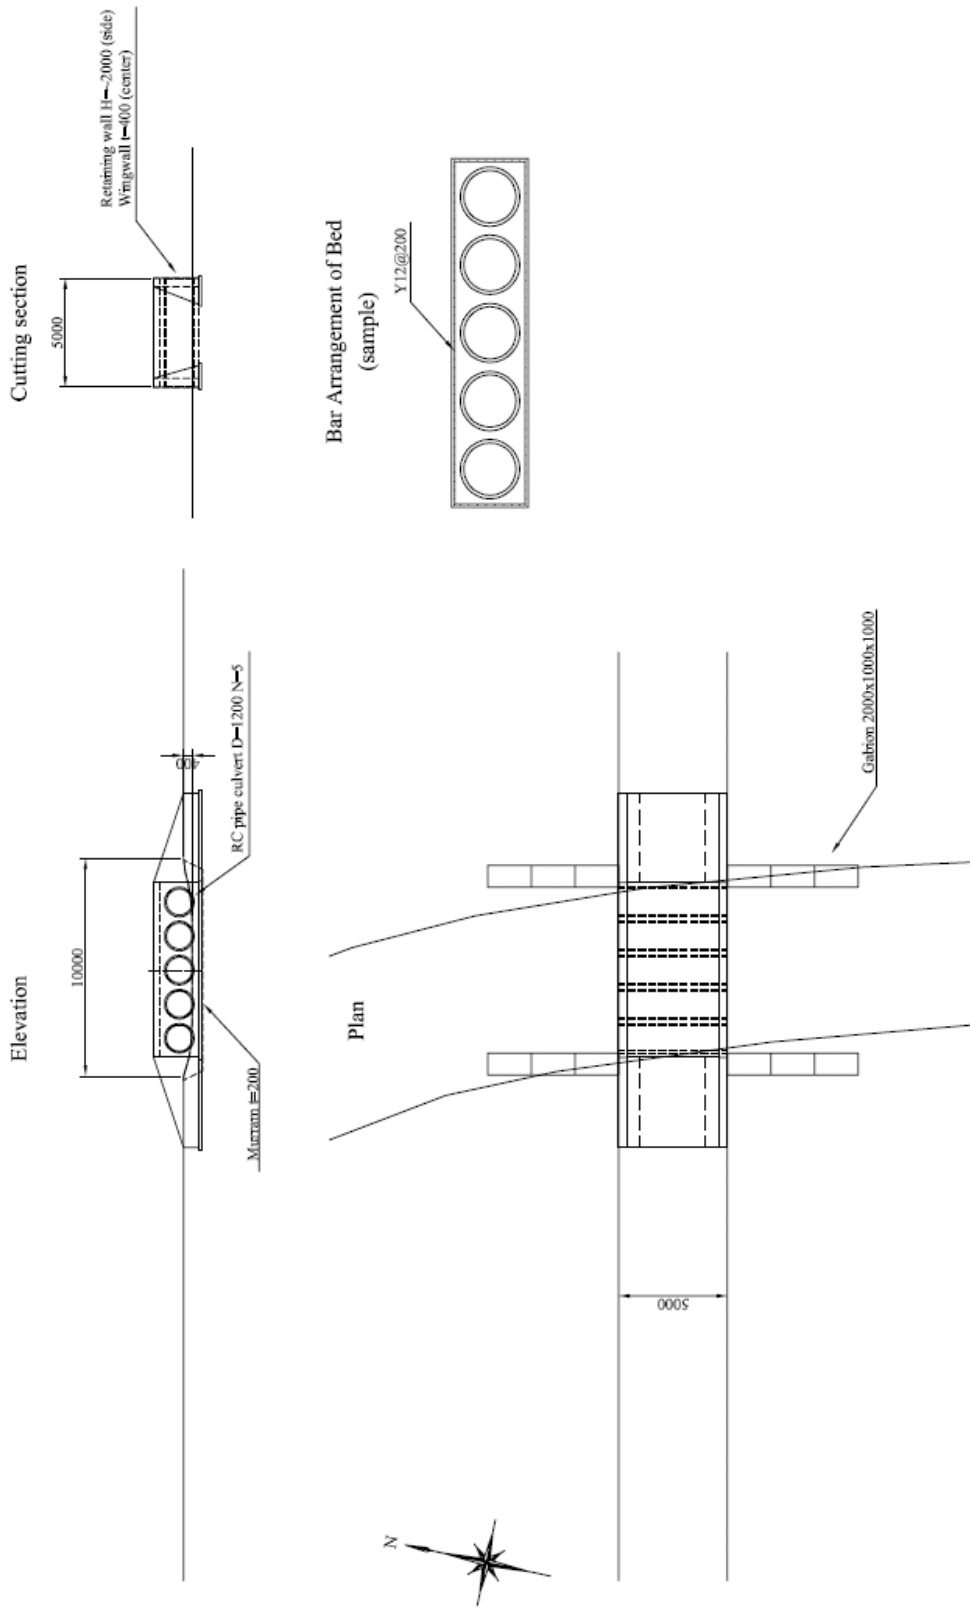 Elevation
10000
400
RC pipe culvert D=1200 N=5
Murram t=200
Cutting section
5000
Retaining wall H=~2000 (side)
Wingwall t=400 (center)
Plan
5000
Gabion 2000x1000x1000
N
Bar Arrangement of Bed
(sample)
Y12@200